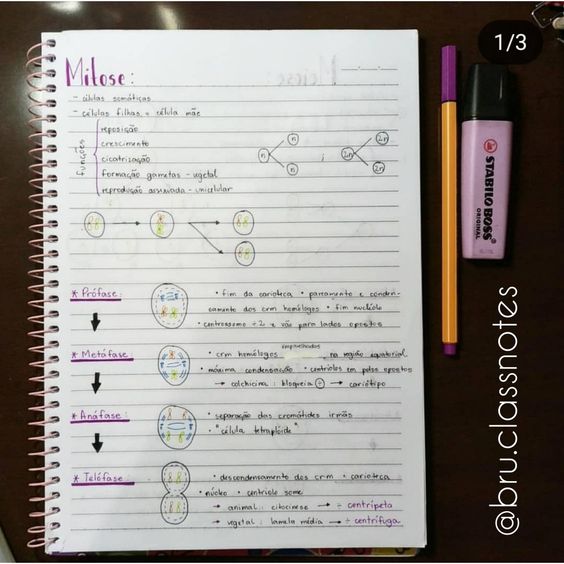 1/3
Mitose:
- células somáticas
- células filhas = célula mãe
funções
reposição
crescimento
cicatrização
formação gametas - vegetal
reprodução assexuada - unicelular
n
n
n
;
2n
2n
2n
* Prófase:
• fim da carioteca • pareamento e conden-
samento dos crm homólogos • fim nucléolo
• centrossomo ÷2 e vão para lados opostos
* Metáfase:
• crm homólogos emparelhados na região equatorial
• máxima condensação • centríolos em polos opostos
→ colchicina: bloqueia ÷ → cariótipo
* Anáfase:
• separação das cromátides irmãs
• "célula tetraplóide"
* Telófase:
• descondensamento dos crm • carioteca
• núcleo • centríolo some
→ animal: citocinese → ÷ centrípeta
→ vegetal: lamela média → ÷ centrífuga
STABILO BOSS
ORIGINAL
@bru.classnotes